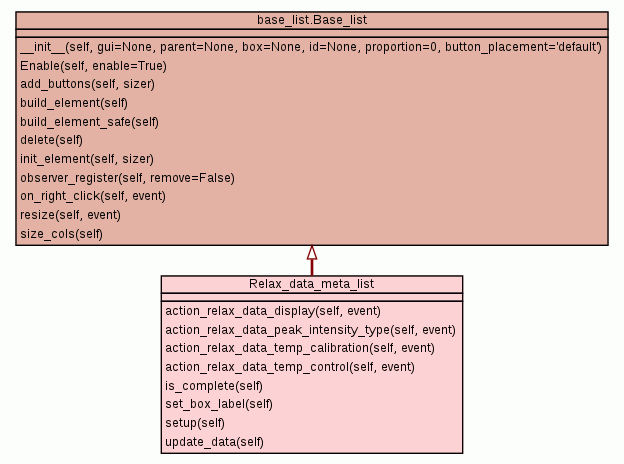 base_list.Base_list
__init__(self, gui=None, parent=None, box=None, id=None, proportion=0, button_placement='default')
Enable(self, enable=True)
add_buttons(self, sizer)
build_element(self)
build_element_safe(self)
delete(self)
init_element(self, sizer)
observer_register(self, remove=False)
on_right_click(self, event)
resize(self, event)
size_cols(self)
Relax_data_meta_list
action_relax_data_display(self, event)
action_relax_data_peak_intensity_type(self, event)
action_relax_data_temp_calibration(self, event)
action_relax_data_temp_control(self, event)
is_complete(self)
set_box_label(self)
setup(self)
update_data(self)